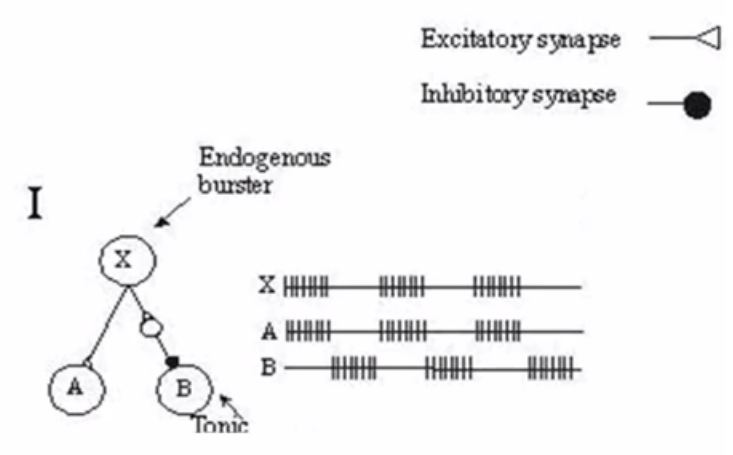 Excitatory synapse
Inhibitory synapse
Endogenous
burster
I
X
X
A
A
B
B
Tonic